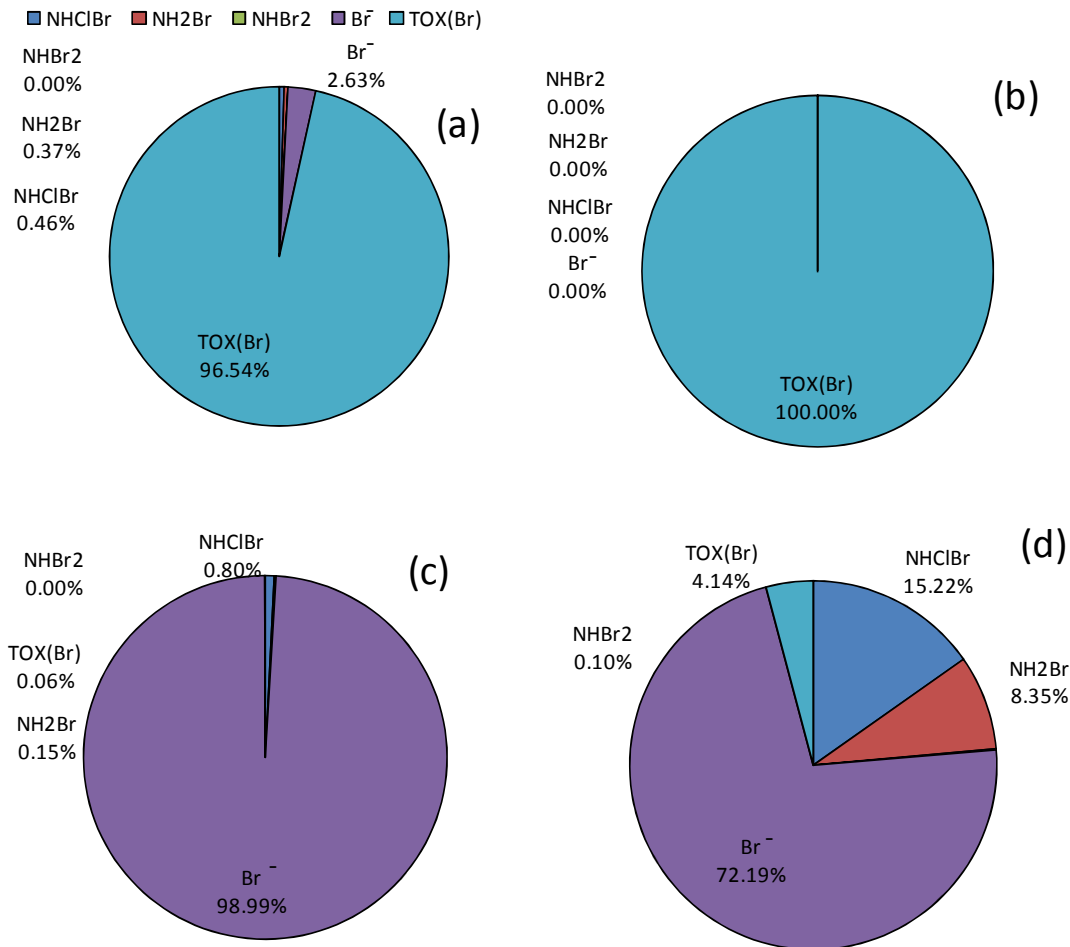 NHClBr NH2Br NHBr2 Br⁻ TOX(Br)
NHBr2
0.00%
Br⁻
2.63%
(a)
NH2Br
0.37%
NHClBr
0.46%
TOX(Br)
96.54%
NHBr2
0.00%
(b)
NH2Br
0.00%
NHClBr
0.00%
Br⁻
0.00%
TOX(Br)
100.00%
NHBr2
0.00%
NHClBr
0.80%
(c)
TOX(Br)
0.06%
NH2Br
0.15%
Br⁻
98.99%
TOX(Br)
4.14%
NHClBr
15.22%
(d)
NHBr2
0.10%
NH2Br
8.35%
Br⁻
72.19%